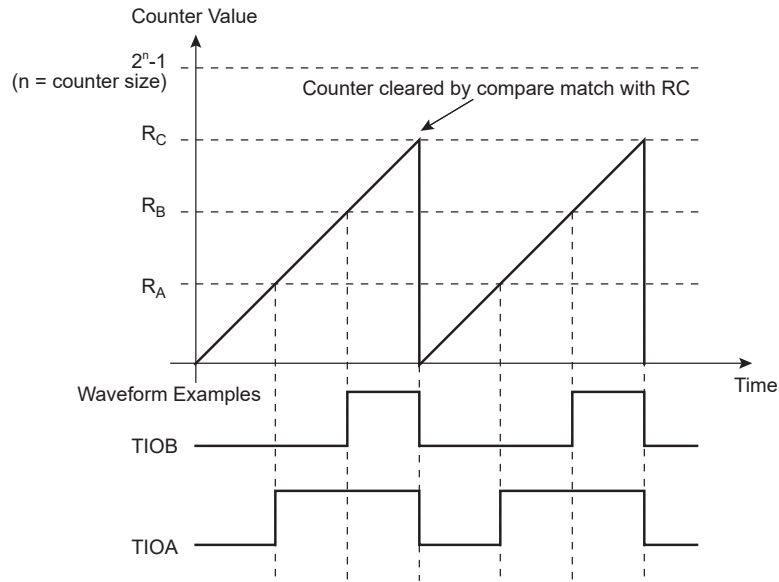 Counter Value
2ⁿ-1
(n = counter size)
Counter cleared by compare match with RC
R_C
R_B
R_A
Time
Waveform Examples
TIOB
TIOA